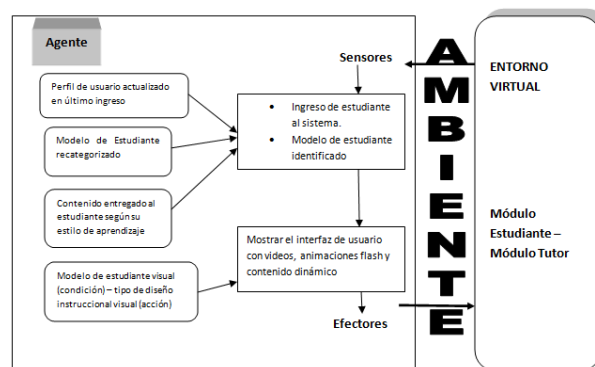 Agente
Sensores
Perfil de usuario actualizado
en último ingreso
Modelo de Estudiante
recategorizado
Contenido entregado al
estudiante según su
estilo de aprendizaje
Modelo de estudiante visual
(condición) – tipo de diseño
instruccional visual (acción)
• Ingreso de estudiante
al sistema.
• Modelo de estudiante
identificado
Mostrar el interfaz de usuario
con videos, animaciones flash y
contenido dinámico
Efectores
AMBIENTE
ENTORNO
VIRTUAL
Módulo
Estudiante –
Módulo Tutor